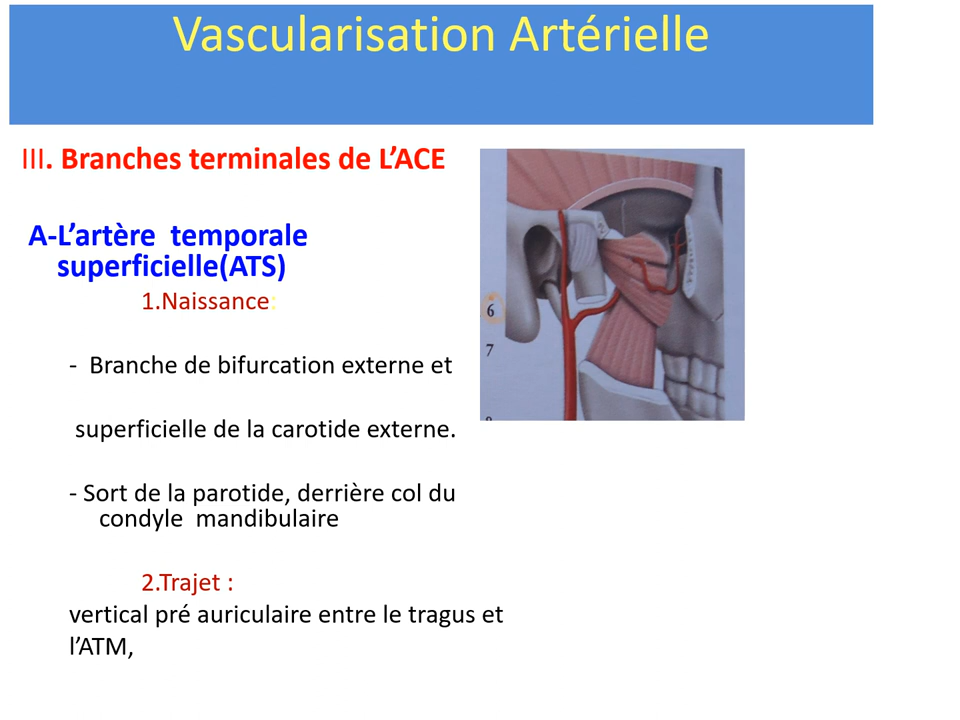 Vascularisation Artérielle
III. Branches terminales de L’ACE
A-L’artère temporale
superficielle(ATS)
1.Naissance:
- Branche de bifurcation externe et
superficielle de la carotide externe.
- Sort de la parotide, derrière col du
condyle mandibulaire
2.Trajet :
vertical pré auriculaire entre le tragus et
l’ATM,
6
7